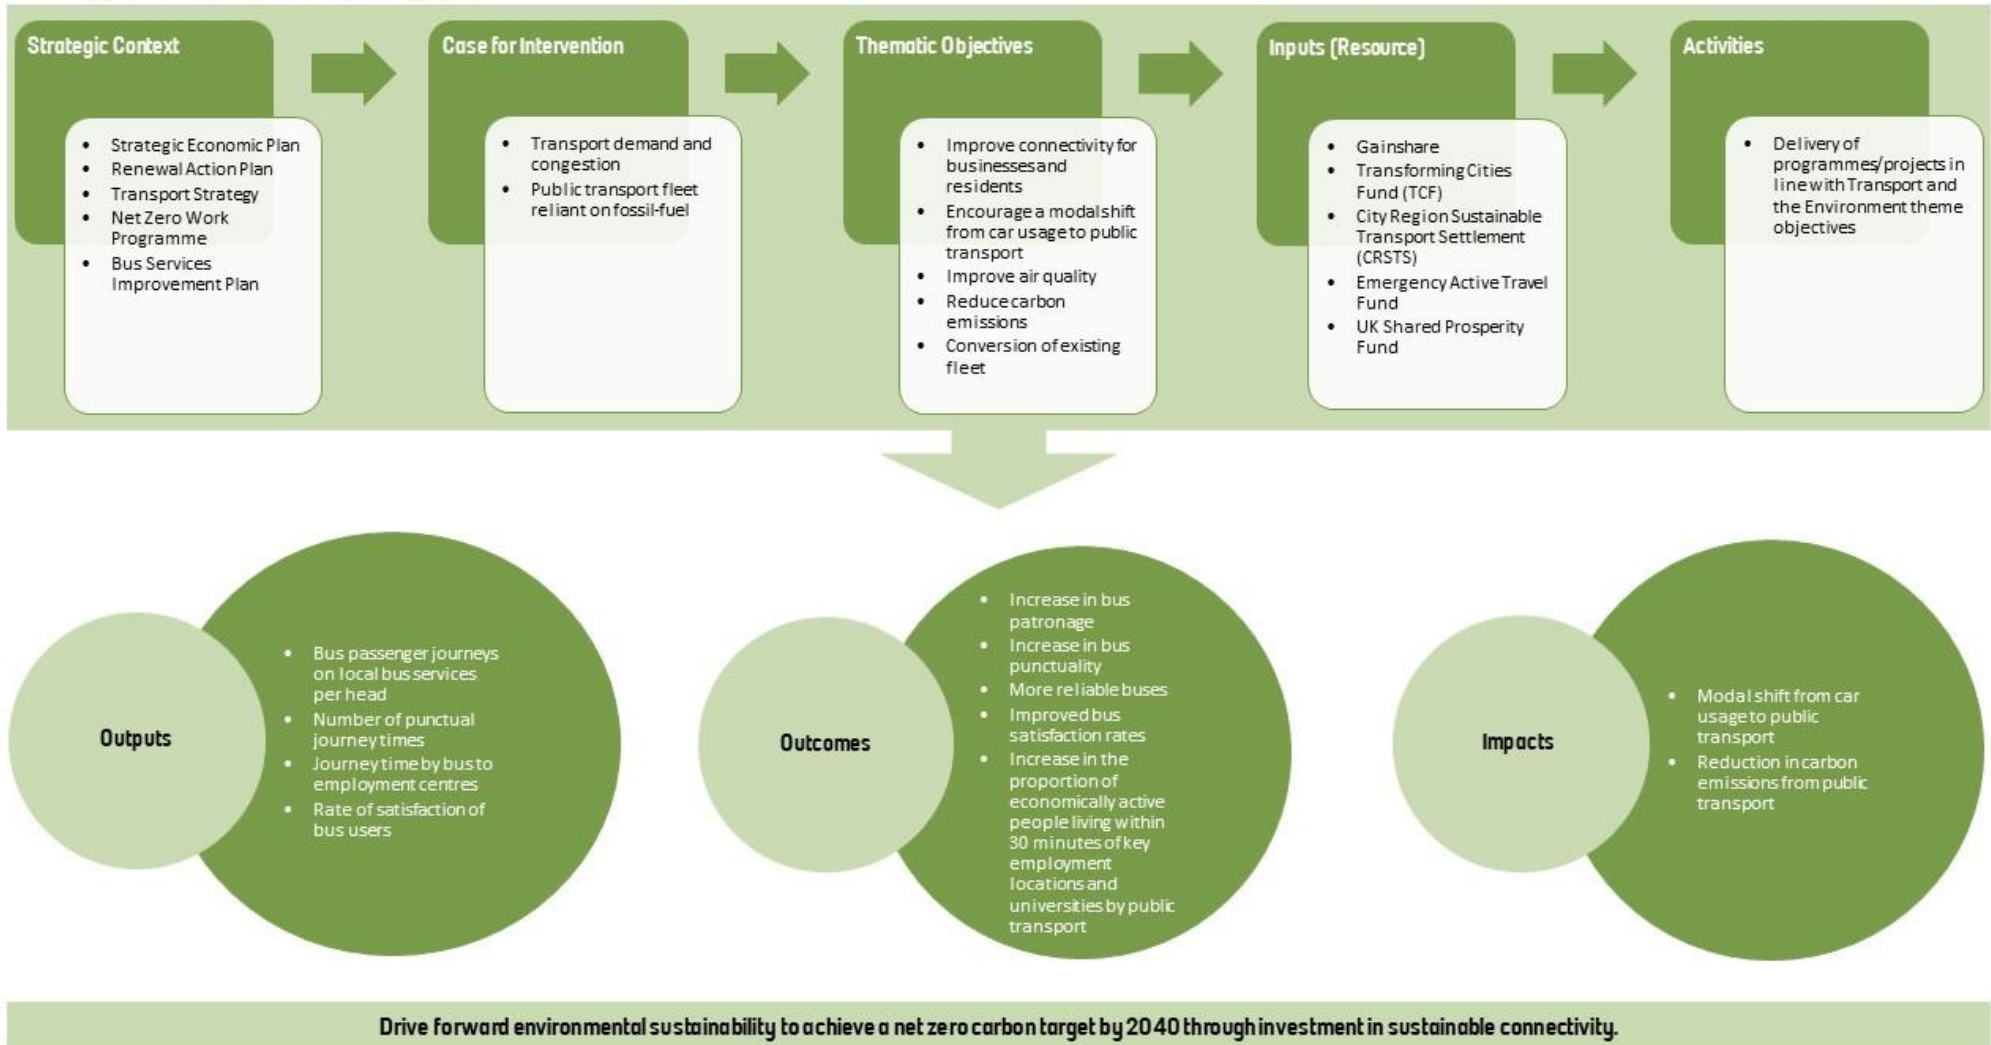 Strategic Context
• Strategic Economic Plan
• Renewal Action Plan
• Transport Strategy
• Net Zero Work
Programme
• Bus Services
Improvement Plan
Case for Intervention
• Transport demand and
congestion
• Public transport fleet
reliant on fossil-fuel
Thematic Objectives
• Improve connectivity for
businesses and
residents
• Encourage a modal shift
from car usage to public
transport
• Improve air quality
• Reduce carbon
emissions
• Conversion of existing
fleet
Inputs (Resource)
• Gainshare
• Transforming Cities
Fund (TCF)
• City Region Sustainable
Transport Settlement
(CRSTS)
• Emergency Active Travel
Fund
• UK Shared Prosperity
Fund
Activities
• Delivery of
programmes/projects in
line with Transport and
the Environment theme
objectives
Outputs
• Bus passenger journeys
on local bus services
per head
• Number of punctual
journey times
• Journey time by bus to
employment centres
• Rate of satisfaction of
bus users
Outcomes
• Increase in bus
patronage
• Increase in bus
punctuality
• More reliable buses
• Improved bus
satisfaction rates
• Increase in the
proportion of
economically active
people living within
30 minutes of key
employment
locations and
universities by public
transport
Impacts
• Modal shift from car
usage to public
transport
• Reduction in carbon
emissions from public
transport
Drive forward environmental sustainability to achieve a net zero carbon target by 2040 through investment in sustainable connectivity.